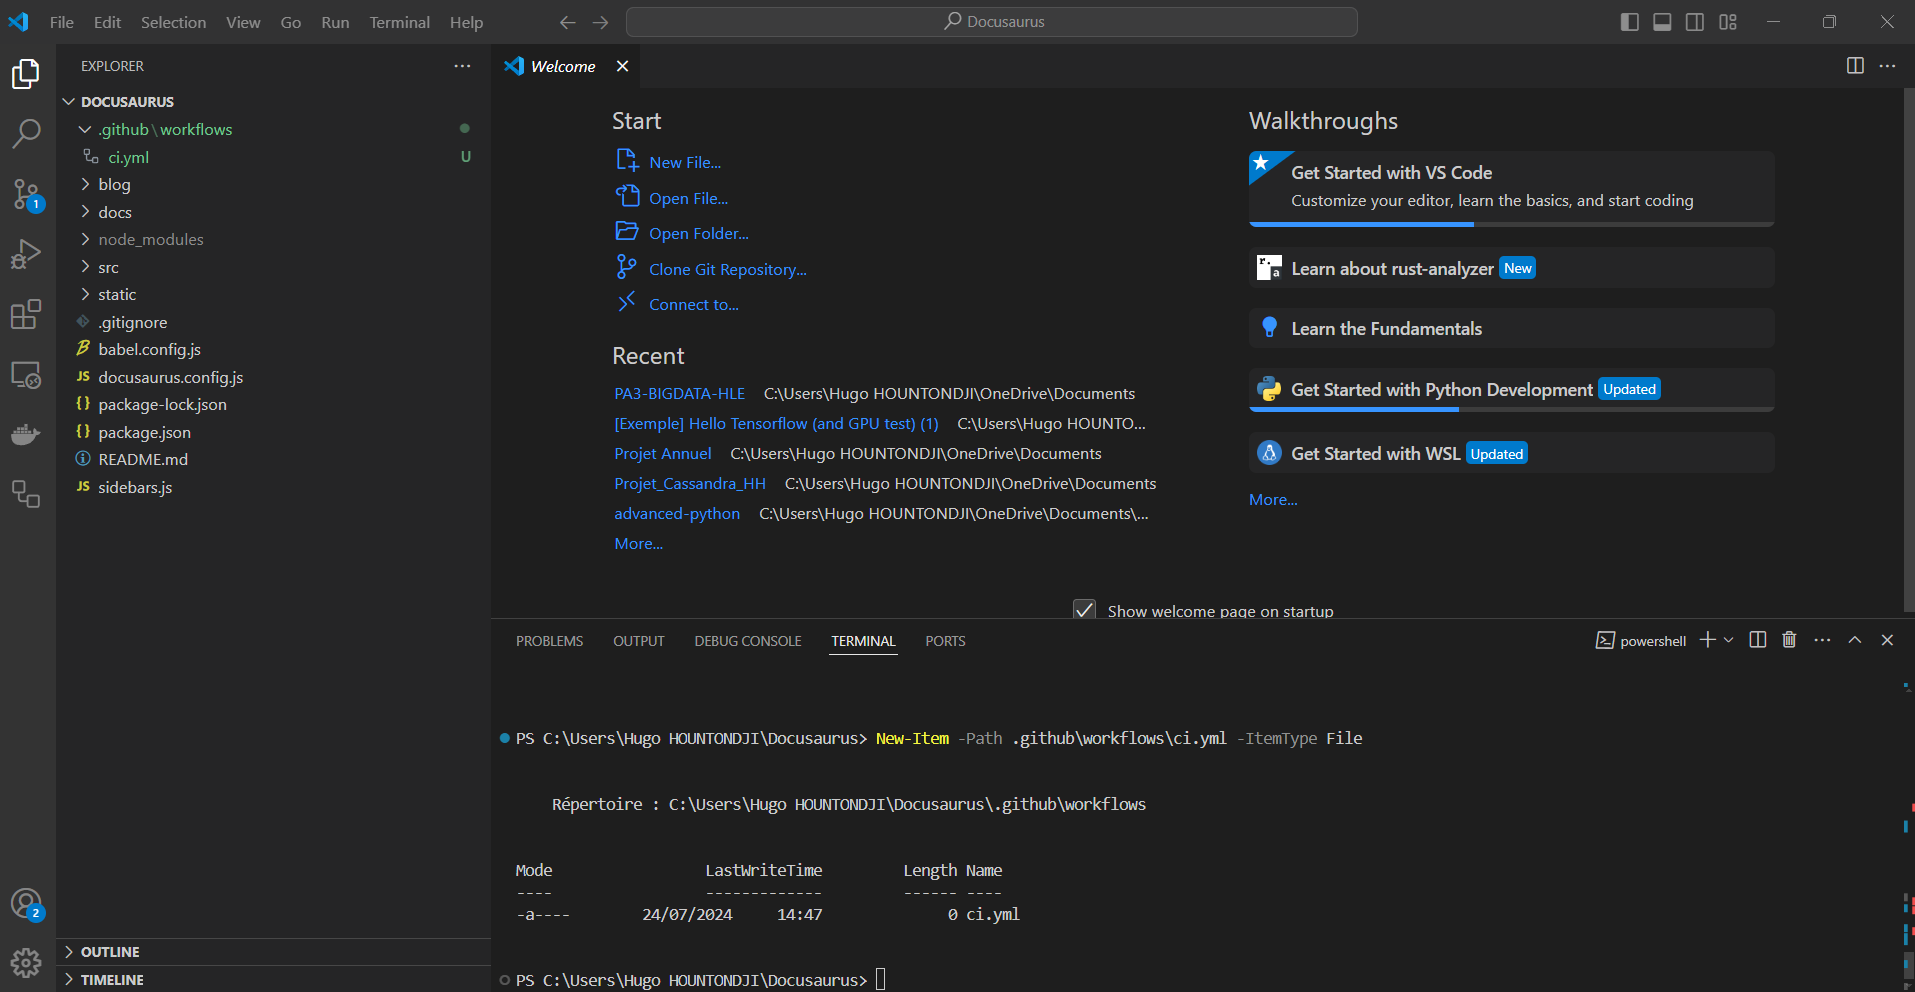 File Edit Selection View Go Run Terminal Help
Docusaurus
EXPLORER
DOCUSAURUS
.github\workflows
ci.yml U
blog
docs
node_modules
src
static
.gitignore
babel.config.js
JS docusaurus.config.js
{} package-lock.json
{} package.json
README.md
JS sidebars.js
OUTLINE
TIMELINE
1
2
Welcome
Start
New File...
Open File...
Open Folder...
Clone Git Repository...
Connect to...
Recent
PA3-BIGDATA-HLE C:\Users\Hugo HOUNTONDJI\OneDrive\Documents
[Exemple] Hello Tensorflow (and GPU test) (1) C:\Users\Hugo HOUNTO...
Projet Annuel C:\Users\Hugo HOUNTONDJI\OneDrive\Documents
Projet_Cassandra_HH C:\Users\Hugo HOUNTONDJI\OneDrive\Documents
advanced-python C:\Users\Hugo HOUNTONDJI\OneDrive\Documents\...
More...
Walkthroughs
Get Started with VS Code
Customize your editor, learn the basics, and start coding
r. a Learn about rust-analyzer New
Learn the Fundamentals
Get Started with Python Development Updated
Get Started with WSL Updated
More...
Show welcome page on startup
PROBLEMS OUTPUT DEBUG CONSOLE TERMINAL PORTS
powershell
PS C:\Users\Hugo HOUNTONDJI\Docusaurus> New-Item -Path .github\workflows\ci.yml -ItemType File
Répertoire : C:\Users\Hugo HOUNTONDJI\Docusaurus\.github\workflows
Mode LastWriteTime Length Name
---- ------------- ------ ----
-a---- 24/07/2024 14:47 0 ci.yml
PS C:\Users\Hugo HOUNTONDJI\Docusaurus>